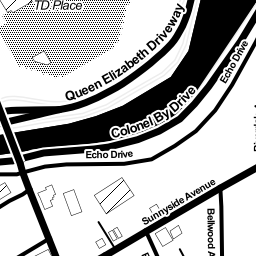 TD Place
Queen Elizabeth Driveway
Echo Drive
Colonel By Drive
Echo Drive
Sunnyside Avenue
Bellwood A